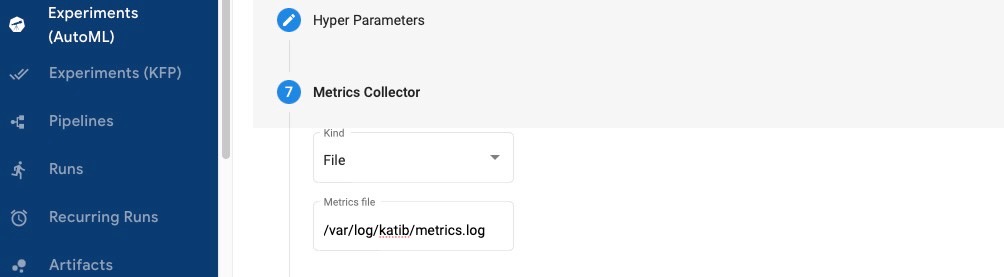 Experiments
(AutoML)
Experiments (KFP)
Pipelines
Runs
Recurring Runs
Artifacts
Hyper Parameters
7 Metrics Collector
Kind
File
Metrics file
/var/log/katib/metrics.log